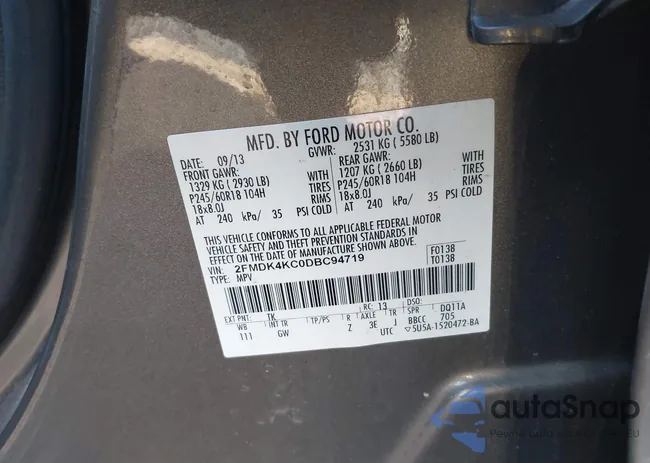 MFD. BY FORD MOTOR CO.
DATE: 09/13 GVWR: 2531 KG ( 5580 LB)
FRONT GAWR: REAR GAWR:
1329 KG ( 2930 LB) WITH 1207 KG ( 2660 LB) WITH
P245/60R18 104H TIRES P245/60R18 104H TIRES
18x8.0J RIMS 18x8.0J RIMS
AT 240 kPa/ 35 PSI COLD AT 240 kPa/ 35 PSI COLD
THIS VEHICLE CONFORMS TO ALL APPLICABLE FEDERAL MOTOR
VEHICLE SAFETY AND THEFT PREVENTION STANDARDS IN
EFFECT ON THE DATE OF MANUFACTURE SHOWN ABOVE.
VIN: 2FMDK4KC0DBC94719 F0138
TYPE: MPV T0138
EXT PNT: TK RC: 13 DSO:
WB INT TR TP/PS R AXLE TR SPR DQ11A
111 GW Z 3E J BBCC 705
UTC ▽5U5A-1520472-BA
autaSnap